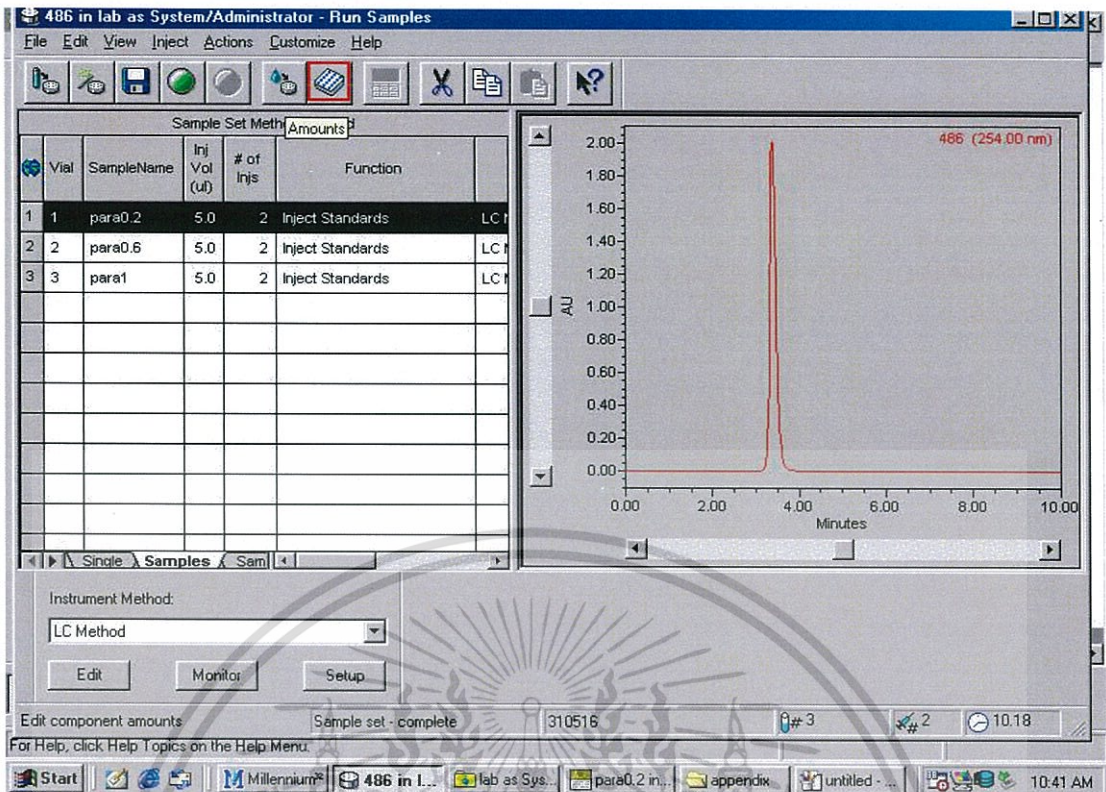 486 in lab as System/Administrator - Run Samples
File Edit View Inject Actions Customize Help
Sample Set Meth
Amounts
Vial SampleName Inj Vol (ul) # of Injs Function
1 1 para0.2 5.0 2 Inject Standards LC
2 2 para0.6 5.0 2 Inject Standards LC
3 3 para1 5.0 2 Inject Standards LC
Single Samples Sam
486 (254.00 nm)
2.00
1.80
1.60
1.40
1.20
1.00
0.80
0.60
0.40
0.20
0.00
AU
0.00 2.00 4.00 6.00 8.00 10.00
Minutes
Instrument Method:
LC Method
Edit Monitor Setup
Edit component amounts Sample set - complete 310516 # 3 # 2 10.18
For Help, click Help Topics on the Help Menu.
Start Millennium 486 in l... lab as Sys... para0.2 in... appendix untitled - ... 10:41 AM